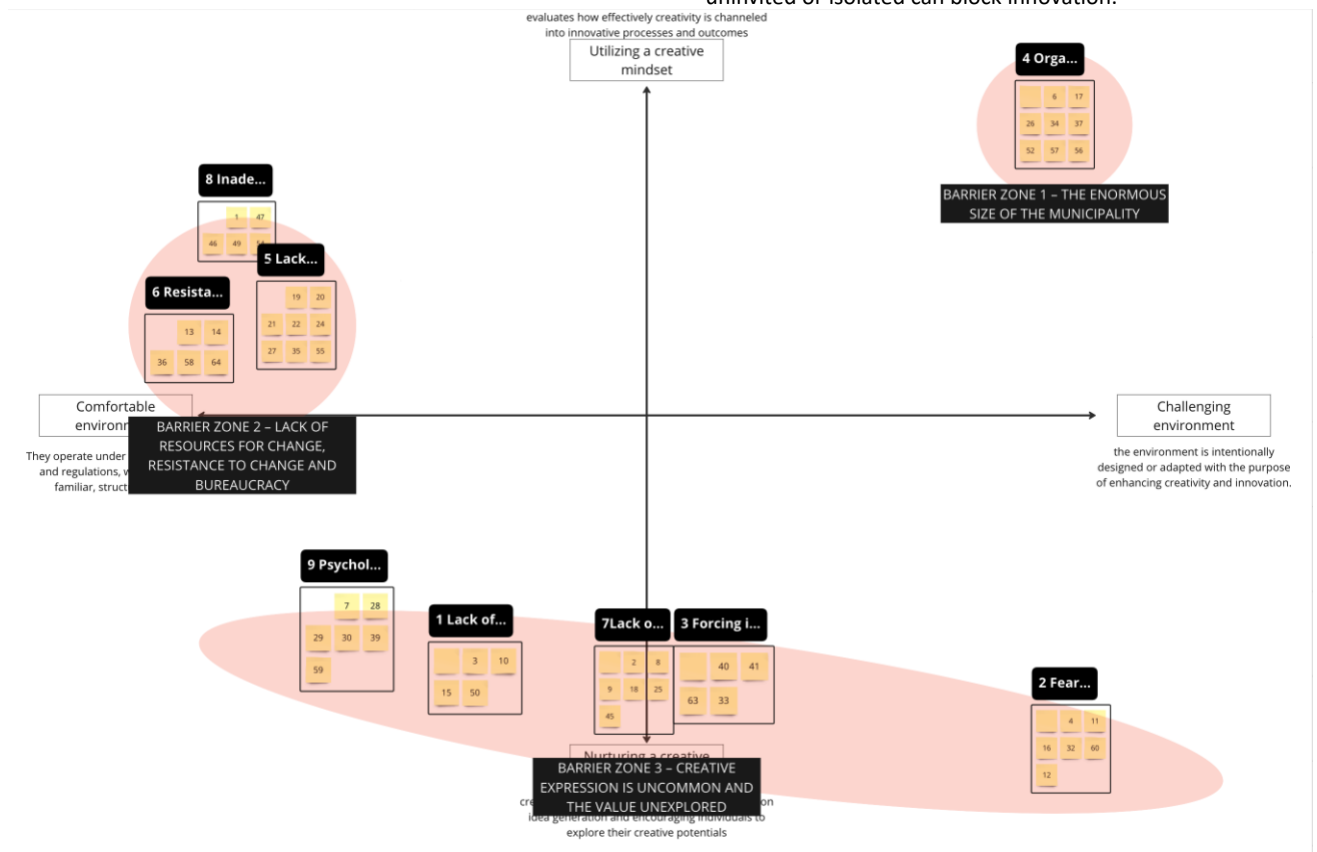 uninvited or isolated can block innovation.
evaluates how effectively creativity is channeled
into innovative processes and outcomes
Utilizing a creative
mindset
4 Orga...
6 17
26 34 37
52 57 56
BARRIER ZONE 1 – THE ENORMOUS
SIZE OF THE MUNICIPALITY
8 Inade...
1 47
46 49
5 Lack...
19 20
21 22 24
27 35 55
6 Resista...
13 14
36 58 64
Comfortable
environ
They operate under
and regulations,
familiar, struct
BARRIER ZONE 2 – LACK OF
RESOURCES FOR CHANGE,
RESISTANCE TO CHANGE AND
BUREAUCRACY
Challenging
environment
the environment is intentionally
designed or adapted with the purpose
of enhancing creativity and innovation.
9 Psychol...
7 28
29 30 39
59
1 Lack of...
3 10
15 50
7Lack o...
2 8
9 18 25
45
3 Forcing i...
40 41
63 33
2 Fear...
4 11
16 32 60
12
Nurturing a creative
BARRIER ZONE 3 – CREATIVE
EXPRESSION IS UNCOMMON AND
THE VALUE UNEXPLORED
cre on
idea generation and encouraging individuals to
explore their creative potentials